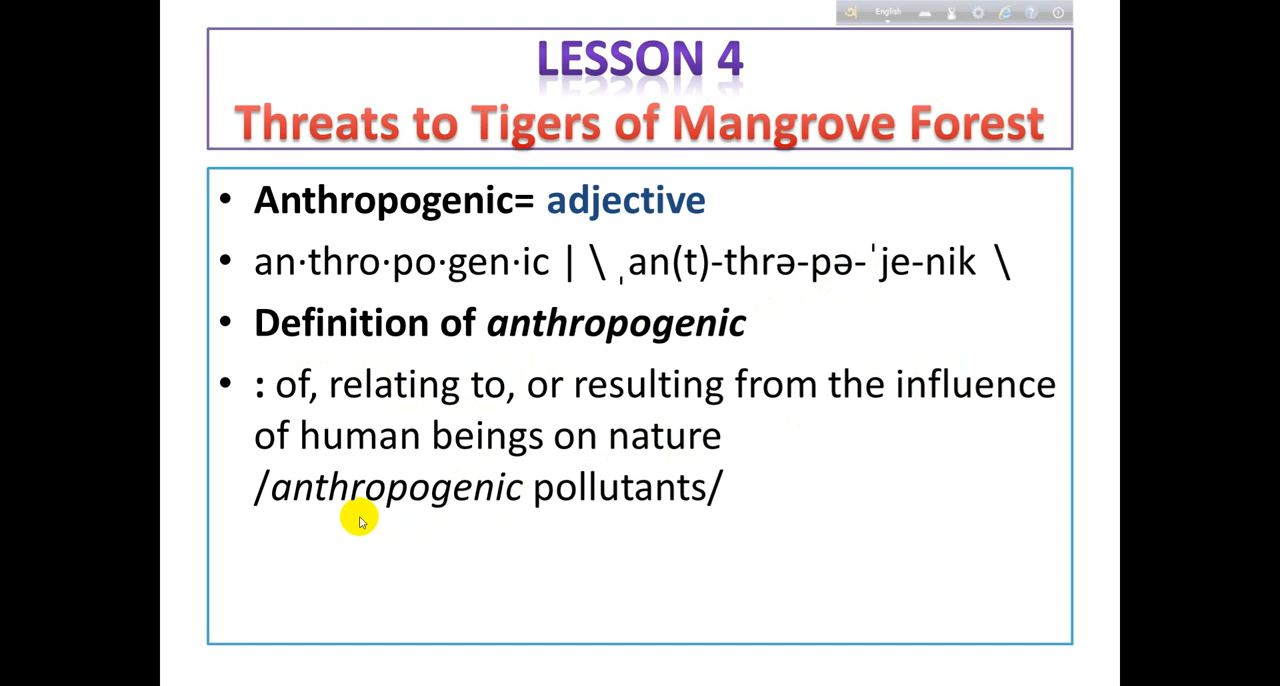 অ English
LESSON 4
Threats to Tigers of Mangrove Forest
• Anthropogenic= adjective
• an·thro·po·gen·ic | \ ˌan(t)-thrə-pə-ˈje-nik \
• Definition of anthropogenic
• : of, relating to, or resulting from the influence
of human beings on nature
/anthropogenic pollutants/